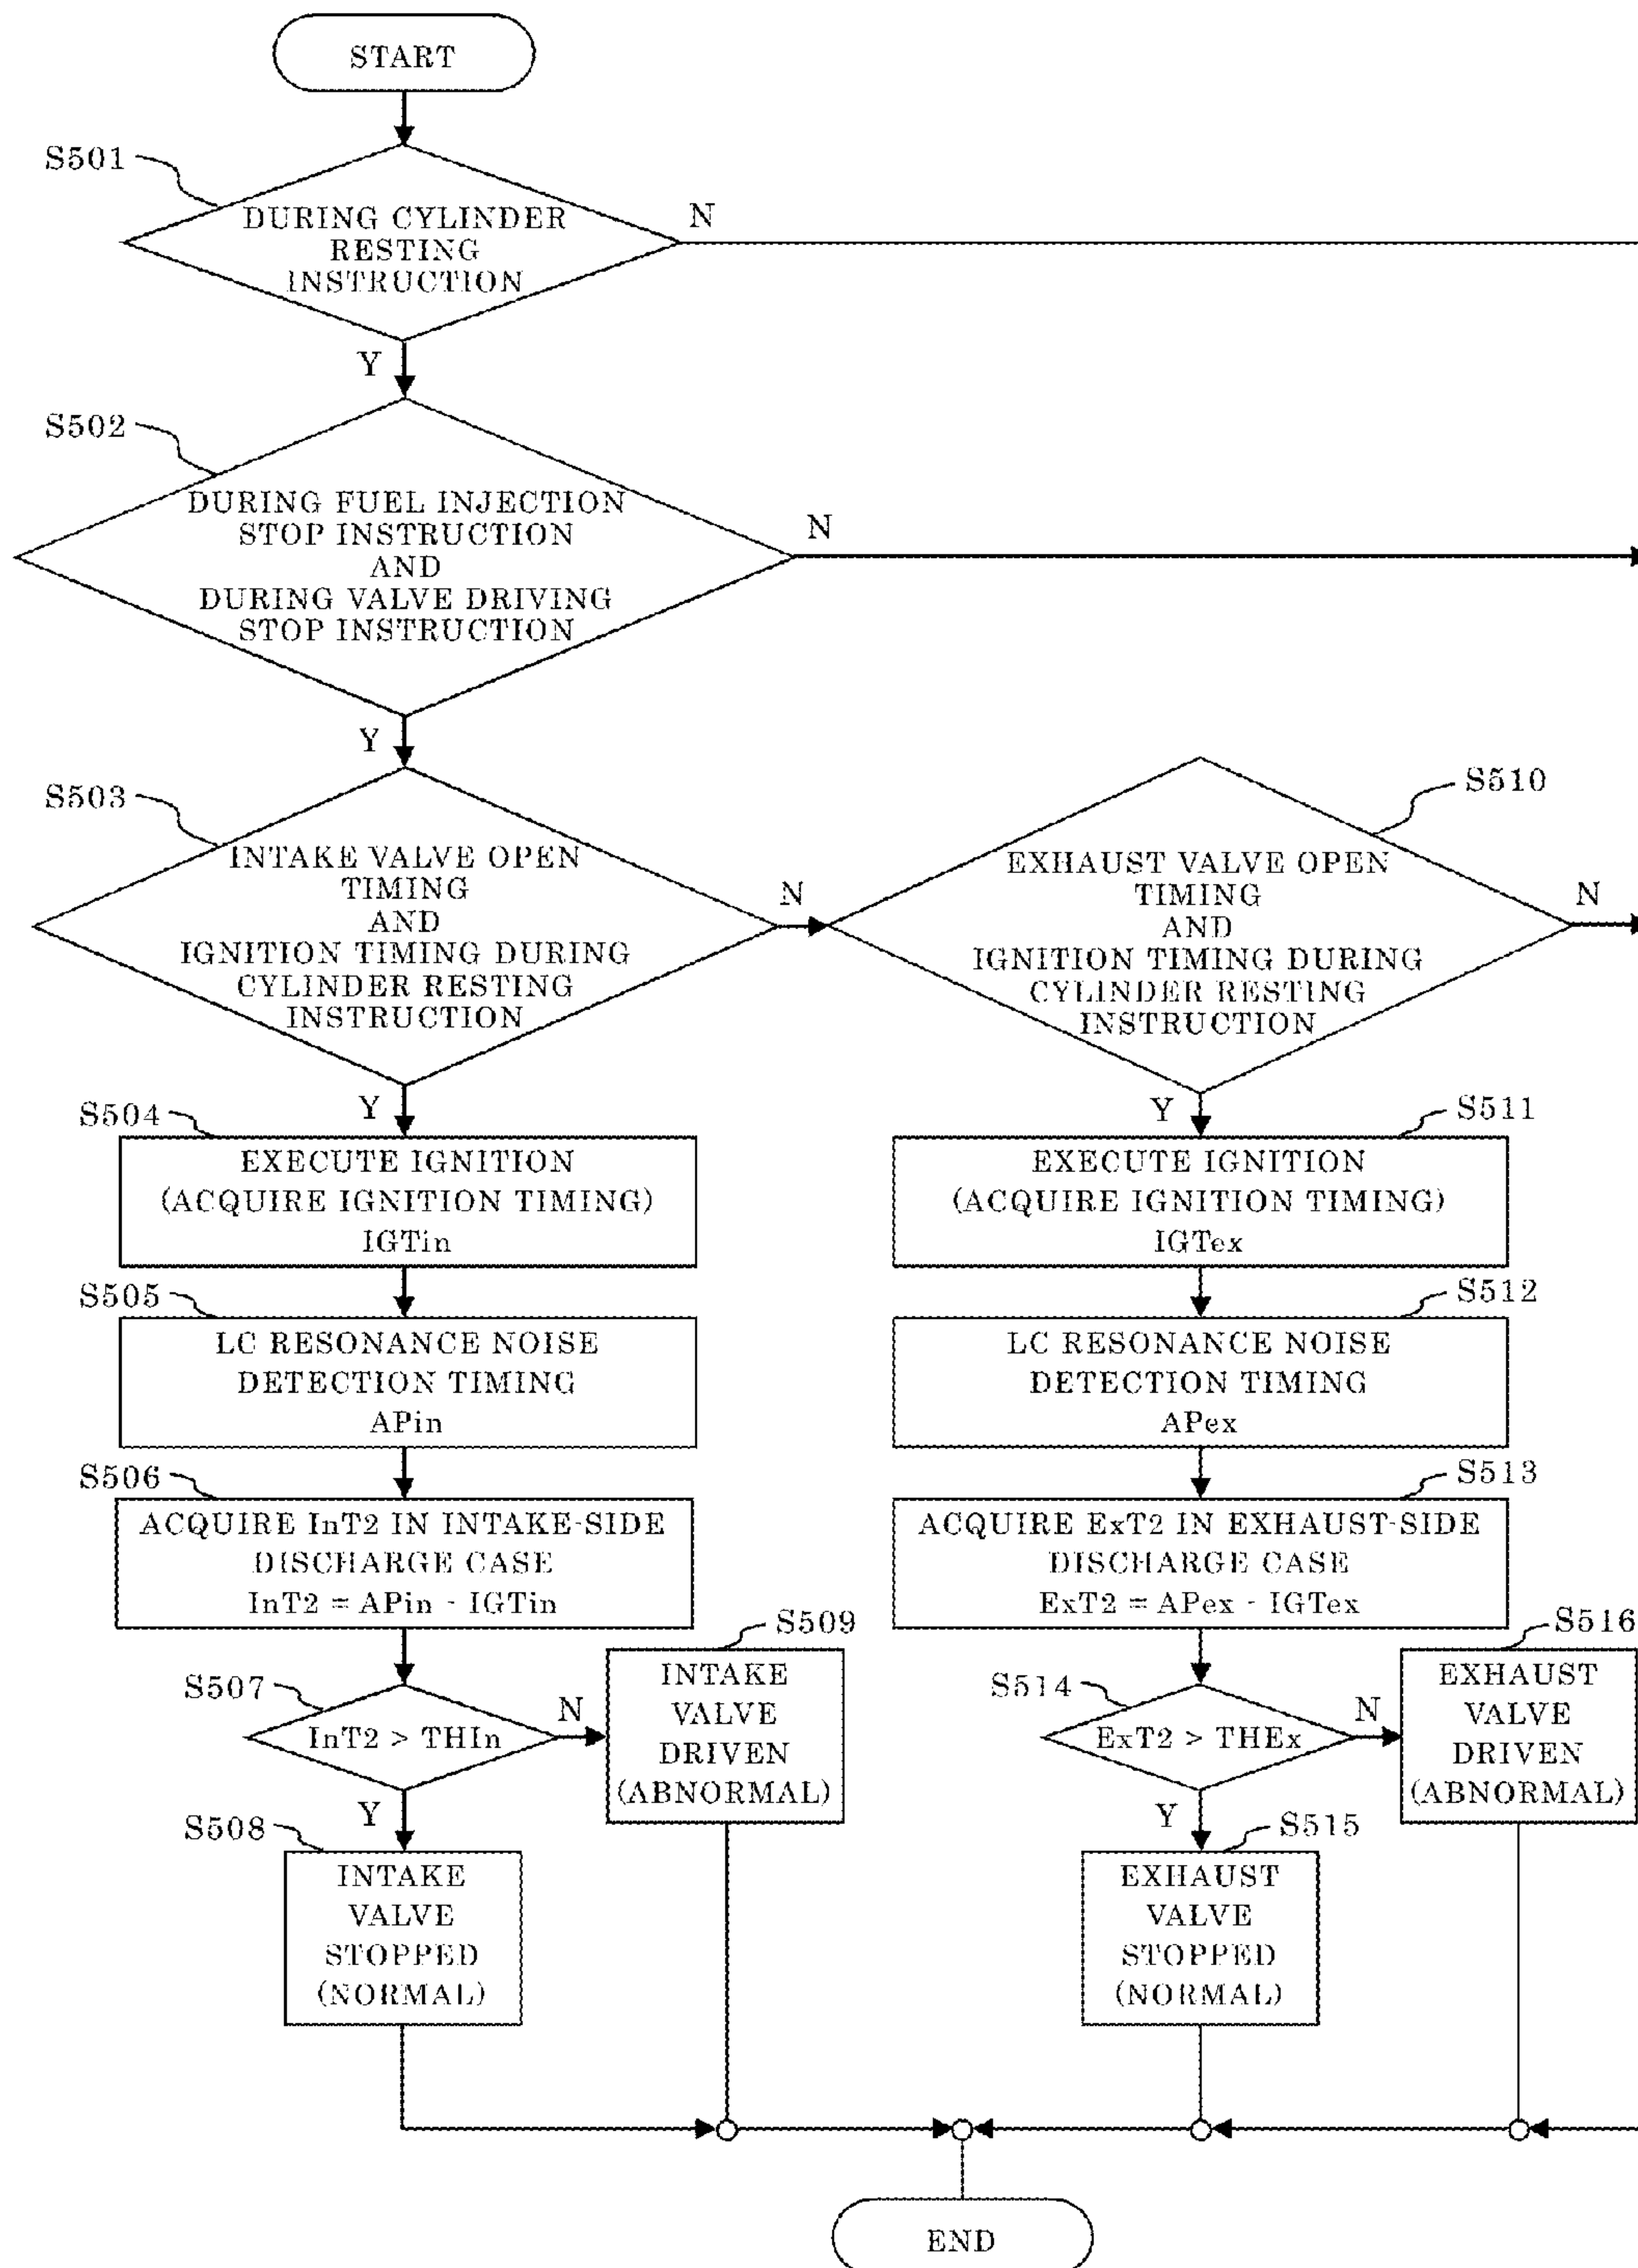 START
S501
DURING CYLINDER
RESTING
INSTRUCTION
N
Y
S502
DURING FUEL INJECTION
STOP INSTRUCTION
AND
DURING VALVE DRIVING
STOP INSTRUCTION
N
Y
S503
INTAKE VALVE OPEN
TIMING
AND
IGNITION TIMING DURING
CYLINDER RESTING
INSTRUCTION
N
Y
S510
EXHAUST VALVE OPEN
TIMING
AND
IGNITION TIMING DURING
CYLINDER RESTING
INSTRUCTION
N
Y
S504
EXECUTE IGNITION
(ACQUIRE IGNITION TIMING)
IGTin
S505
LC RESONANCE NOISE
DETECTION TIMING
APin
S506
ACQUIRE InT2 IN INTAKE-SIDE
DISCHARGE CASE
InT2 = APin - IGTin
S507
InT2 > THIn
N
Y
S509
INTAKE
VALVE
DRIVEN
(ABNORMAL)
S508
INTAKE
VALVE
STOPPED
(NORMAL)
S511
EXECUTE IGNITION
(ACQUIRE IGNITION TIMING)
IGTex
S512
LC RESONANCE NOISE
DETECTION TIMING
APex
S513
ACQUIRE ExT2 IN EXHAUST-SIDE
DISCHARGE CASE
ExT2 = APex - IGTex
S514
ExT2 > THEx
N
Y
S516
EXHAUST
VALVE
DRIVEN
(ABNORMAL)
S515
EXHAUST
VALVE
STOPPED
(NORMAL)
END